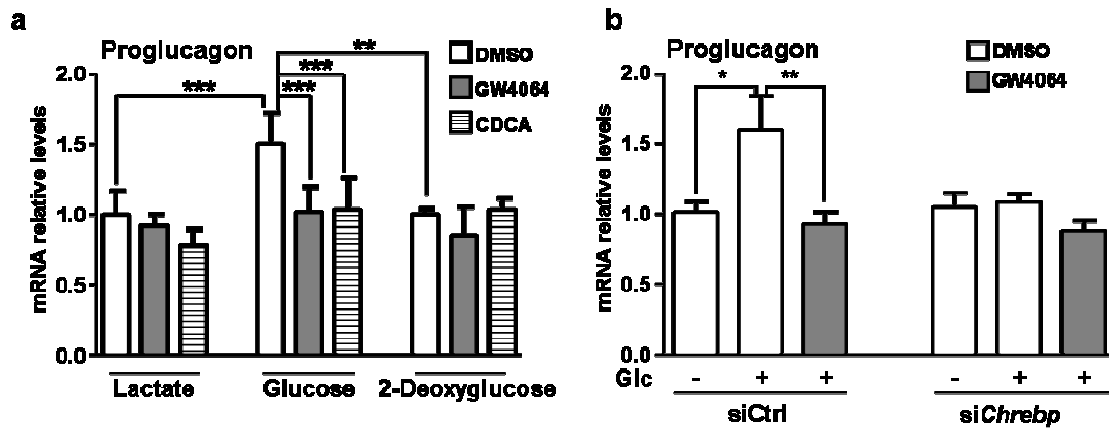 a
Proglucagon
DMSO
GW4064
CDCA
**
***
***
***
mRNA relative levels
2.0
1.5
1.0
0.5
0.0
Lactate Glucose 2-Deoxyglucose
b
Proglucagon
DMSO
GW4064
* **
mRNA relative levels
2.0
1.5
1.0
0.5
0.0
Glc - + + - + +
siCtrl siChrebp